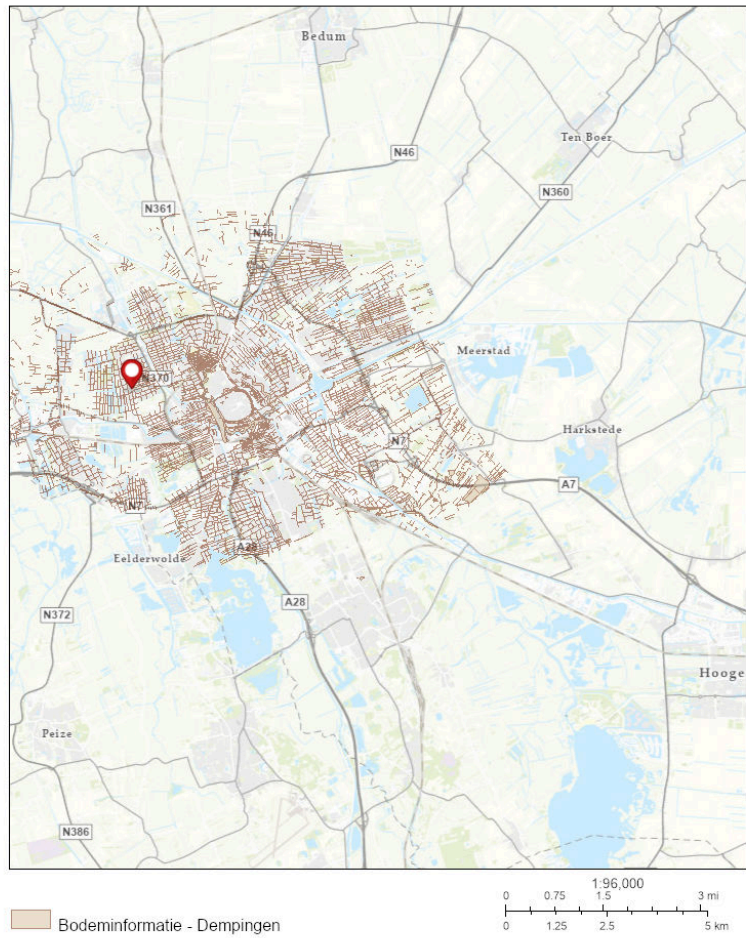 Bedum
Ten Boer
N46
N360
N361
N46
Meerstad
N370
Harkstede
N7
A7
N7
A28
Eelderwolde
A28
N372
Hooge
Peize
N386
1:96,000
0 0.75 1.5 3 mi
0 1.25 2.5 5 km
Bodeminformatie - Dempingen